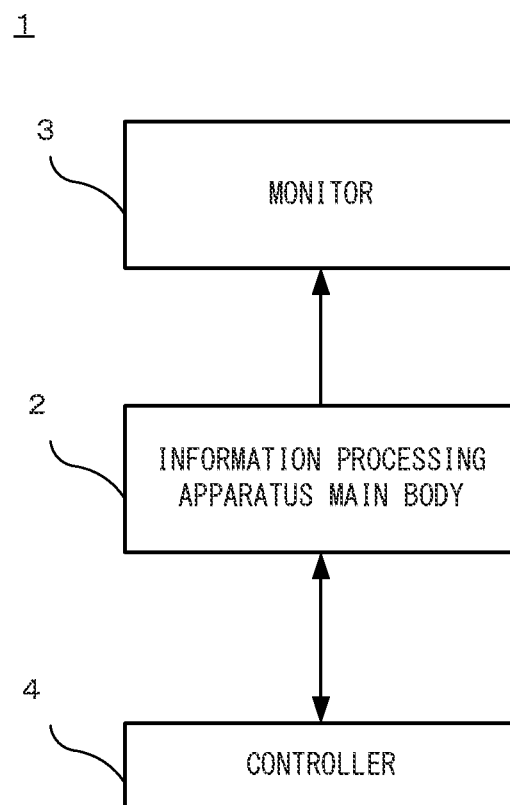 1
3
MONITOR
2
INFORMATION PROCESSING
APPARATUS MAIN BODY
4
CONTROLLER